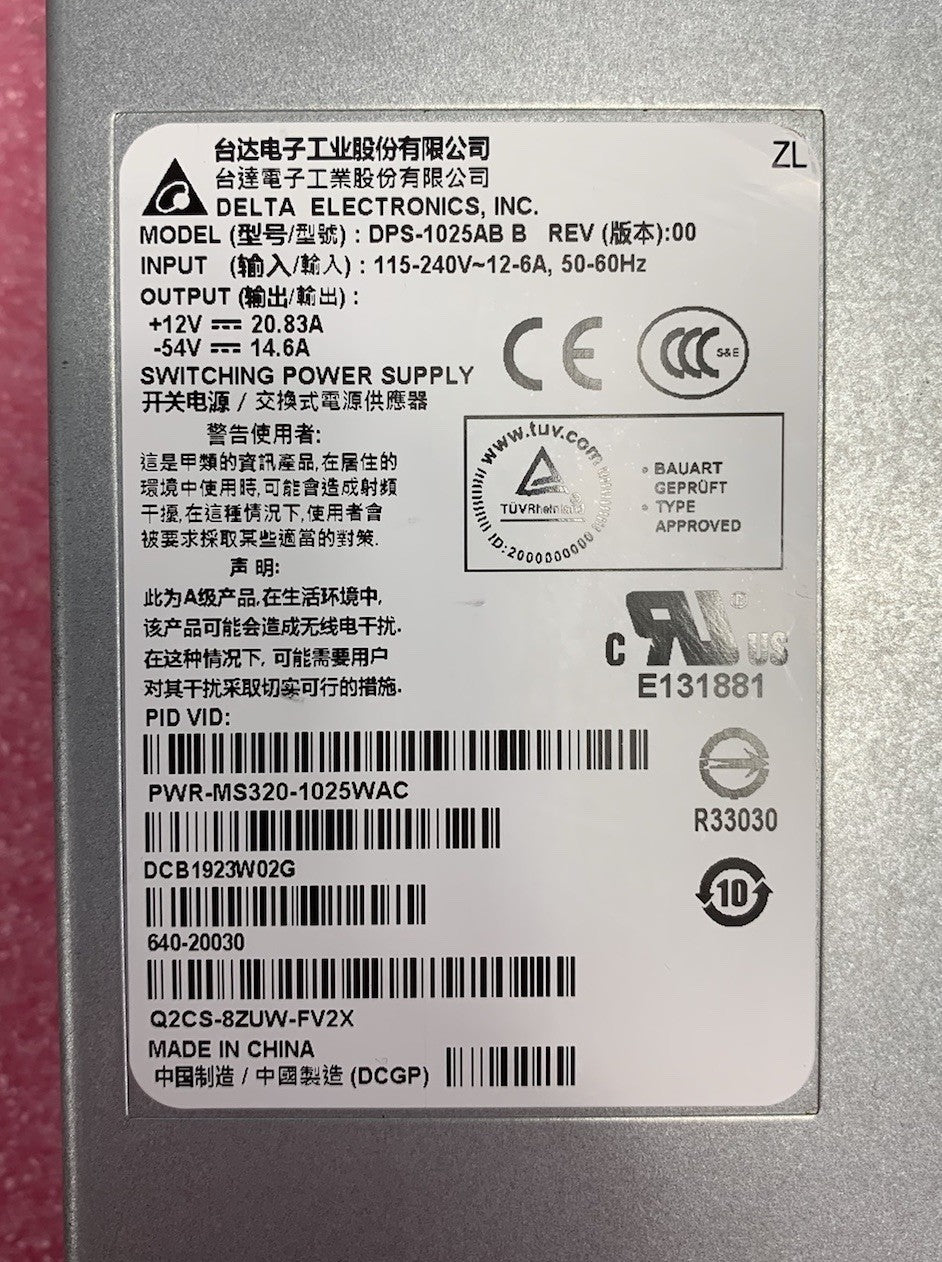 台达电子工业股份有限公司
台達電子工業股份有限公司
ZL
DELTA ELECTRONICS, INC.
MODEL (型号/型號) : DPS-1025AB B REV (版本):00
INPUT (输入/輸入) : 115-240V~12-6A, 50-60Hz
OUTPUT (输出/輸出) :
+12V ⎓ 20.83A
-54V ⎓ 14.6A
SWITCHING POWER SUPPLY
开关电源 / 交換式電源供應器
CE
CCC S&E
警告使用者:
這是甲類的資訊產品,在居住的
環境中使用時,可能會造成射頻
干擾,在這種情況下,使用者會
被要求採取某些適當的對策.
www.tuv.com
TÜVRheinland
ID:2000000000
BAUART
GEPRÜFT
TYPE
APPROVED
声 明:
此为A级产品,在生活环境中,
该产品可能会造成无线电干扰.
在这种情况下, 可能需要用户
对其干扰采取切实可行的措施.
C RU US
E131881
PID VID:
PWR-MS320-1025WAC
R33030
DCB1923W02G
10
640-20030
Q2CS-8ZUW-FV2X
MADE IN CHINA
中国制造 / 中國製造 (DCGP)